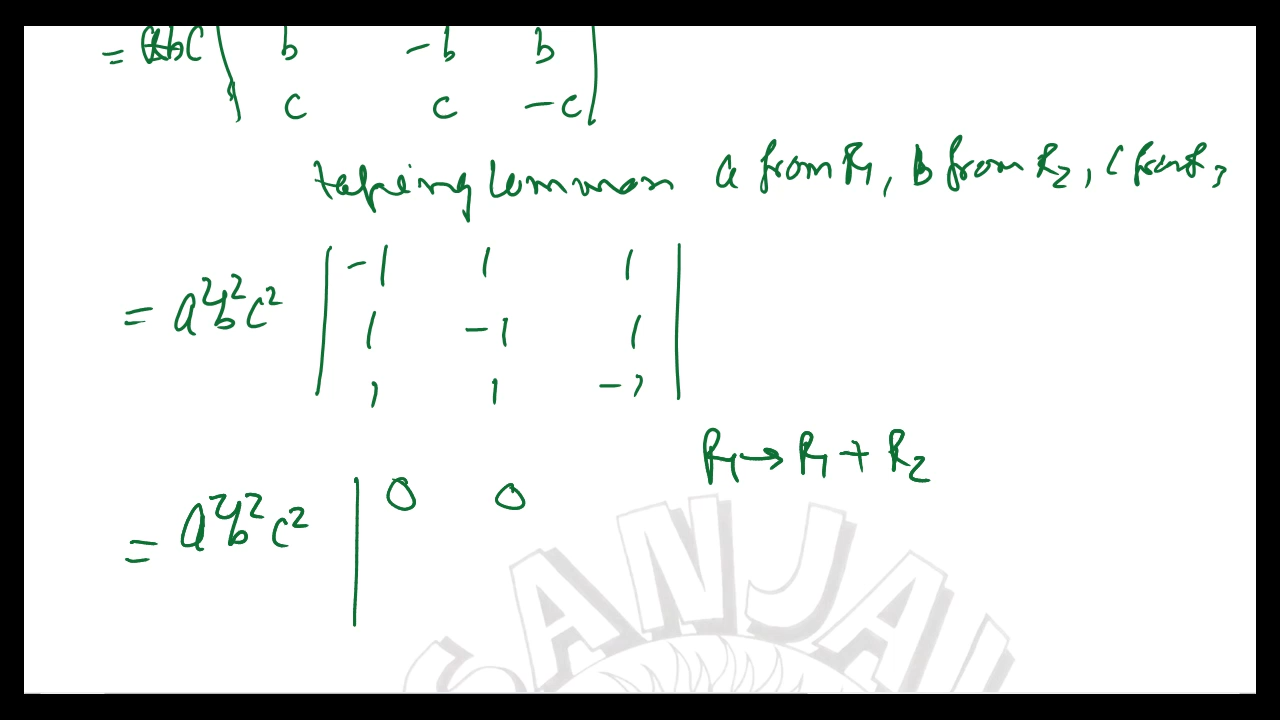 = abc | b -b b |
c c -c
taking common a from R₁, b from R₂, c from R₃
= a²b²c² | -1 1 1 |
1 -1 1
1 1 -1
R₁→R₁+R₂
= a²b²c² | 0 0
SANJAY